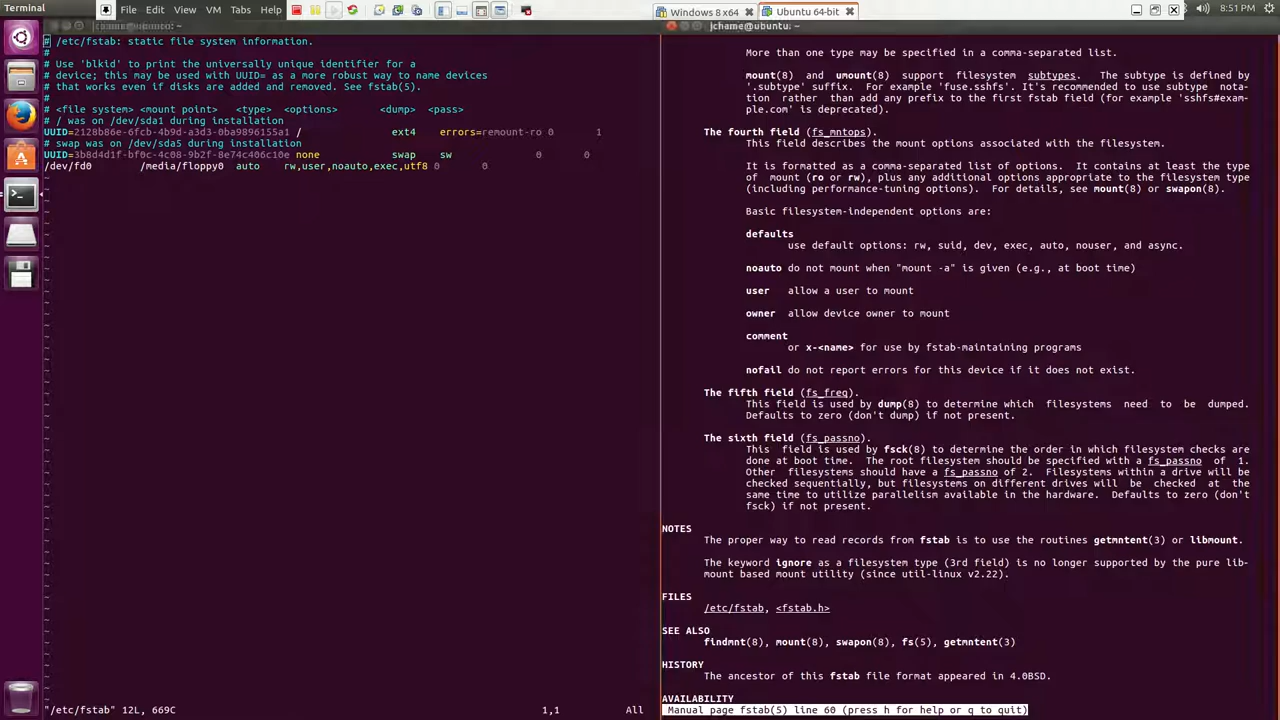 Terminal
File Edit View VM Tabs Help
Windows 8 x64
Ubuntu 64-bit
8:51 PM
jchame@ubuntu: ~
jchame@ubuntu: ~
# /etc/fstab: static file system information.
#
# Use 'blkid' to print the universally unique identifier for a
# device; this may be used with UUID= as a more robust way to name devices
# that works even if disks are added and removed. See fstab(5).
#
# <file system> <mount point> <type> <options> <dump> <pass>
# / was on /dev/sda1 during installation
UUID=2128b86e-6fcb-4b9d-a3d3-0ba9896155a1 / ext4 errors=remount-ro 0 1
# swap was on /dev/sda5 during installation
UUID=3b8d4d1f-bf0c-4c08-9b2f-8e74c406c10e none swap sw 0 0
/dev/fd0 /media/floppy0 auto rw,user,noauto,exec,utf8 0 0
"/etc/fstab" 12L, 669C 1,1 All
More than one type may be specified in a comma-separated list.
mount(8) and umount(8) support filesystem subtypes. The subtype is defined by
'.subtype' suffix. For example 'fuse.sshfs'. It's recommended to use subtype nota-
tion rather than add any prefix to the first fstab field (for example 'sshfs#exam-
ple.com' is deprecated).
The fourth field (fs_mntops).
This field describes the mount options associated with the filesystem.
It is formatted as a comma-separated list of options. It contains at least the type
of mount (ro or rw), plus any additional options appropriate to the filesystem type
(including performance-tuning options). For details, see mount(8) or swapon(8).
Basic filesystem-independent options are:
defaults
use default options: rw, suid, dev, exec, auto, nouser, and async.
noauto do not mount when "mount -a" is given (e.g., at boot time)
user allow a user to mount
owner allow device owner to mount
comment
or x-<name> for use by fstab-maintaining programs
nofail do not report errors for this device if it does not exist.
The fifth field (fs_freq).
This field is used by dump(8) to determine which filesystems need to be dumped.
Defaults to zero (don't dump) if not present.
The sixth field (fs_passno).
This field is used by fsck(8) to determine the order in which filesystem checks are
done at boot time. The root filesystem should be specified with a fs_passno of 1.
Other filesystems should have a fs_passno of 2. Filesystems within a drive will be
checked sequentially, but filesystems on different drives will be checked at the
same time to utilize parallelism available in the hardware. Defaults to zero (don't
fsck) if not present.
NOTES
The proper way to read records from fstab is to use the routines getmntent(3) or libmount.
The keyword ignore as a filesystem type (3rd field) is no longer supported by the pure lib-
mount based mount utility (since util-linux v2.22).
FILES
/etc/fstab, <fstab.h>
SEE ALSO
findmnt(8), mount(8), swapon(8), fs(5), getmntent(3)
HISTORY
The ancestor of this fstab file format appeared in 4.0BSD.
AVAILABILITY
Manual page fstab(5) line 60 (press h for help or q to quit)